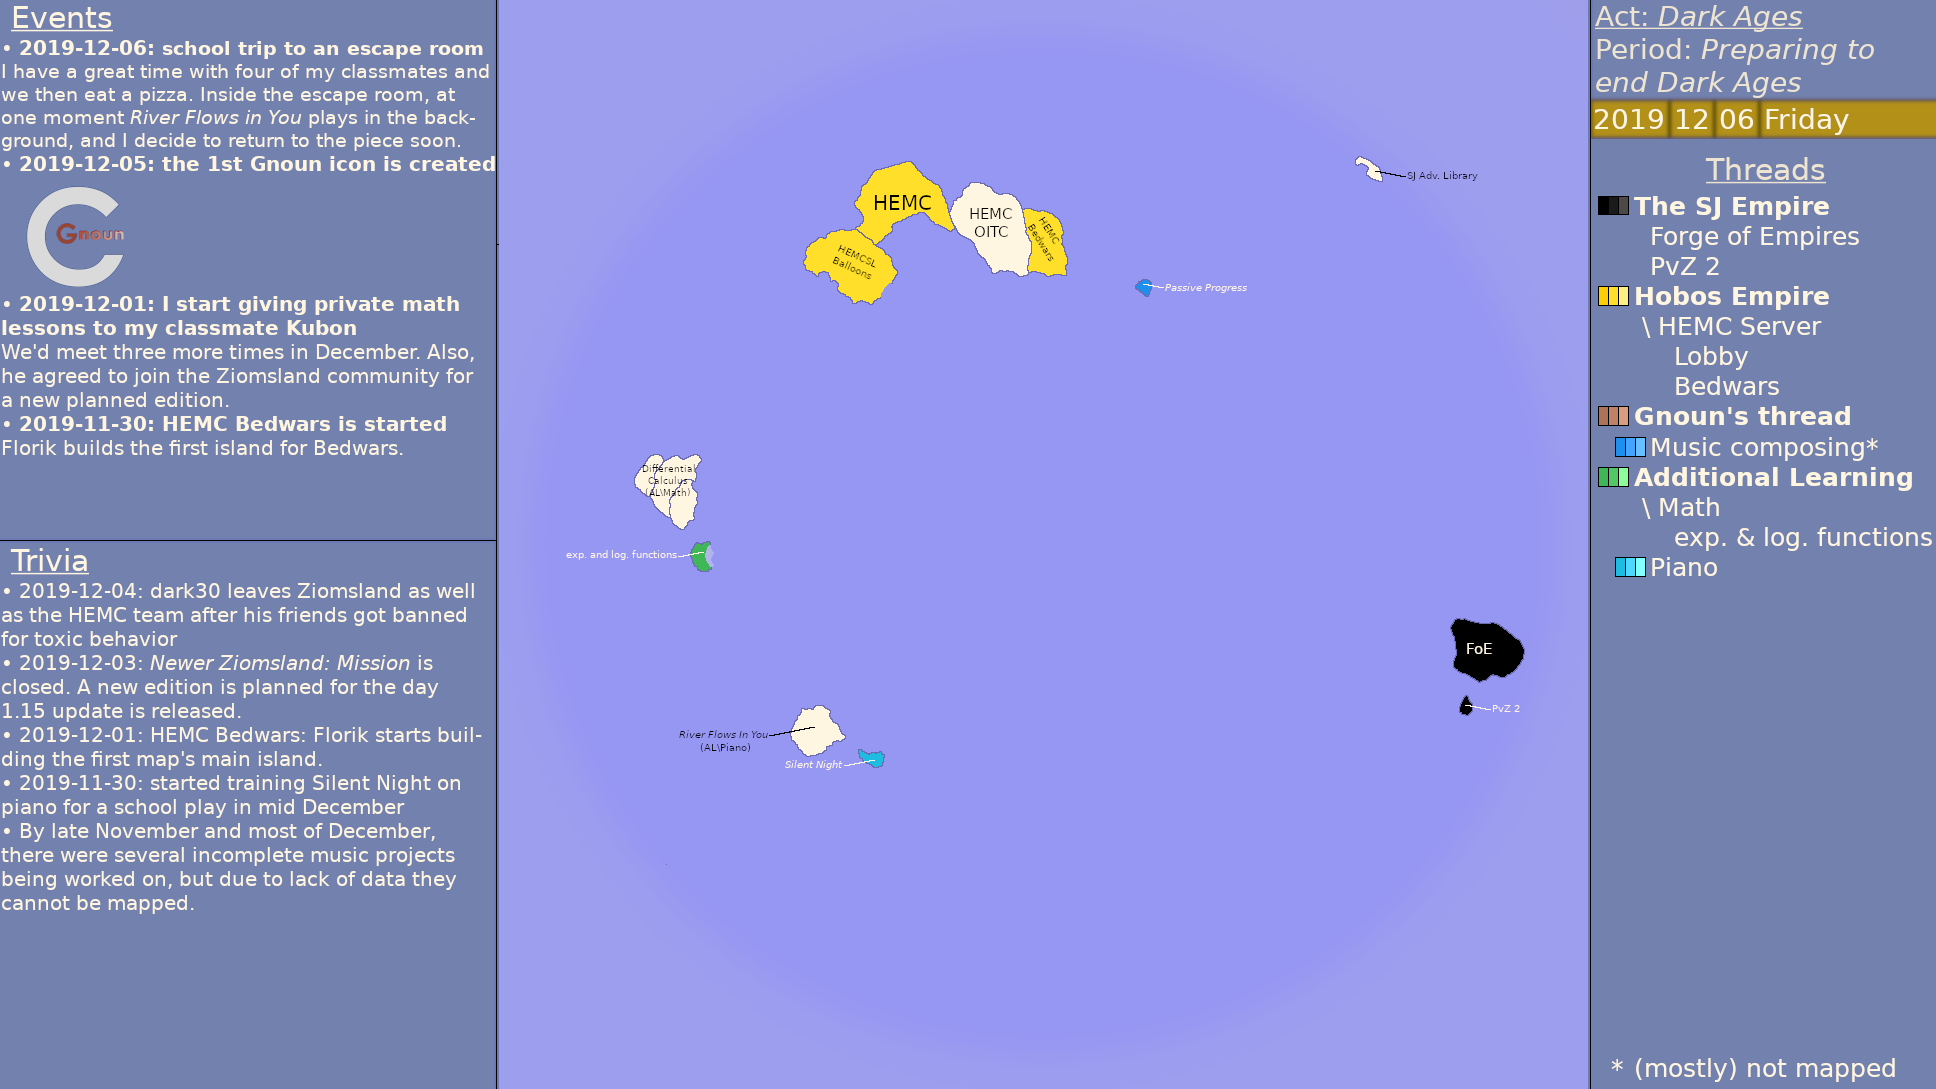 Events
• 2019-12-06: school trip to an escape room
I have a great time with four of my classmates and
we then eat a pizza. Inside the escape room, at
one moment River Flows in You plays in the back-
ground, and I decide to return to the piece soon.
• 2019-12-05: the 1st Gnoun icon is created
Gnoun
• 2019-12-01: I start giving private math
lessons to my classmate Kubon
We'd meet three more times in December. Also,
he agreed to join the Ziomsland community for
a new planned edition.
• 2019-11-30: HEMC Bedwars is started
Florik builds the first island for Bedwars.
Trivia
• 2019-12-04: dark30 leaves Ziomsland as well
as the HEMC team after his friends got banned
for toxic behavior
• 2019-12-03: Newer Ziomsland: Mission is
closed. A new edition is planned for the day
1.15 update is released.
• 2019-12-01: HEMC Bedwars: Florik starts buil-
ding the first map's main island.
• 2019-11-30: started training Silent Night on
piano for a school play in mid December
• By late November and most of December,
there were several incomplete music projects
being worked on, but due to lack of data they
cannot be mapped.
HEMC
HEMC
OITC
HEMC
Bedwars
HEMCSL
Balloons
SJ Adv. Library
Passive Progress
Differential
Calculus
(AL\Math)
exp. and log. functions
FoE
PvZ 2
River Flows In You
(AL\Piano)
Silent Night
Act: Dark Ages
Period: Preparing to
end Dark Ages
2019 12 06 Friday
Threads
The SJ Empire
Forge of Empires
PvZ 2
Hobos Empire
\ HEMC Server
Lobby
Bedwars
Gnoun's thread
Music composing*
Additional Learning
\ Math
exp. & log. functions
Piano
* (mostly) not mapped